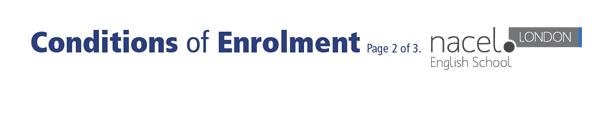 Conditions of Enrolment Page 2 of 3.
nacel. LONDON
English School